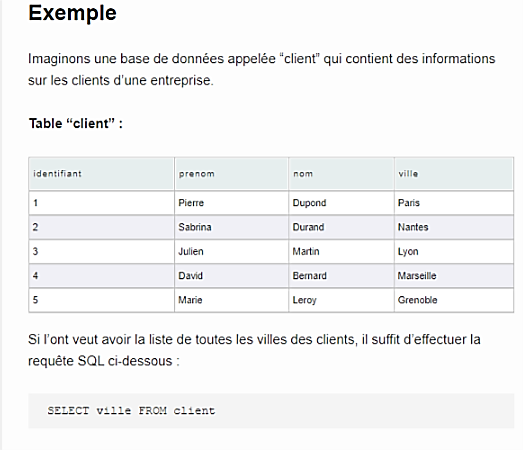 Exemple
Imaginons une base de données appelée “client” qui contient des informations
sur les clients d’une entreprise.
Table “client” :
identifiant prenom nom ville
1 Pierre Dupond Paris
2 Sabrina Durand Nantes
3 Julien Martin Lyon
4 David Bernard Marseille
5 Marie Leroy Grenoble
Si l’ont veut avoir la liste de toutes les villes des clients, il suffit d’effectuer la
requête SQL ci-dessous :
SELECT ville FROM client